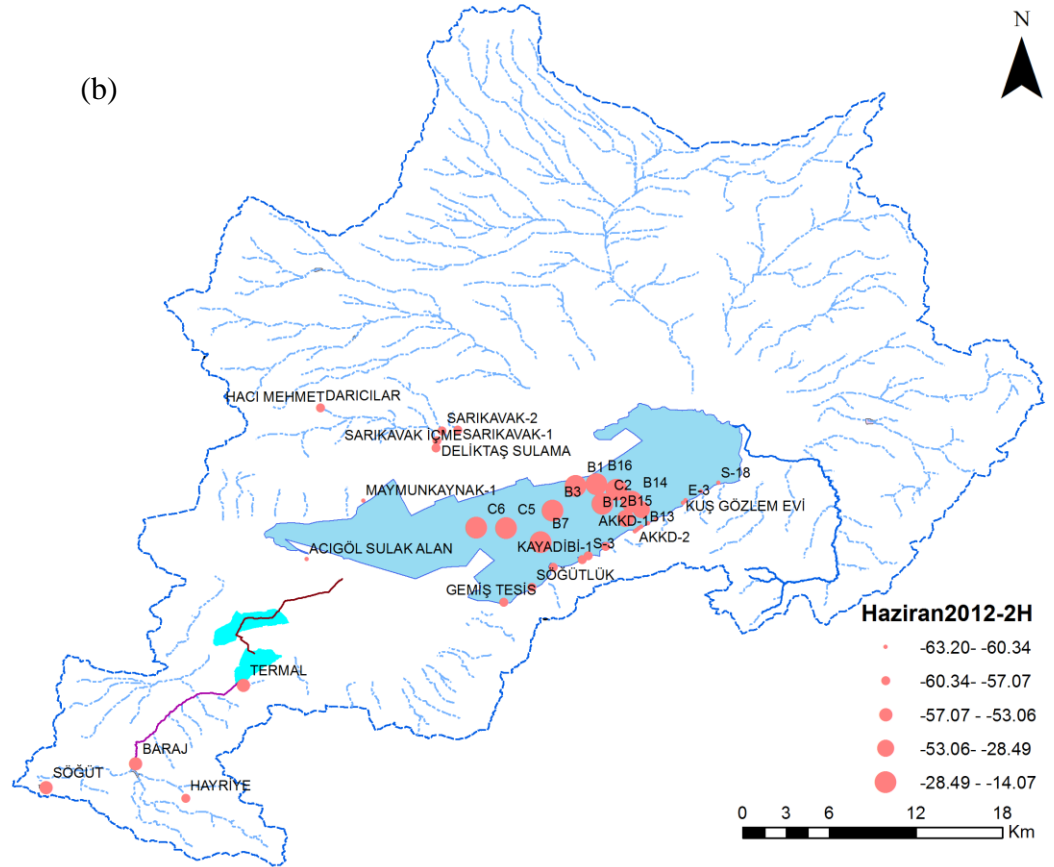 N
(b)
HACI MEHMET
DARICILAR
SARIKAVAK-2
SARIKAVAK İÇME
SARIKAVAK-1
DELİKTAŞ SULAMA
B1
B16
B3
C2
B14
S-18
MAYMUNKAYNAK-1
E-3
C6
C5
B12
B15
KUŞ GÖZLEM EVİ
B7
AKKD-1
B13
AKKD-2
ACIGÖL SULAK ALAN
KAYADİBİ-1
S-3
SÖĞÜTLÜK
GEMİŞ TESİS
Haziran2012-2H
-63.20- -60.34
-60.34- -57.07
-57.07 - -53.06
-53.06 - -28.49
-28.49 - -14.07
TERMAL
BARAJ
SÖĞÜT
HAYRİYE
0 3 6 12 18
Km